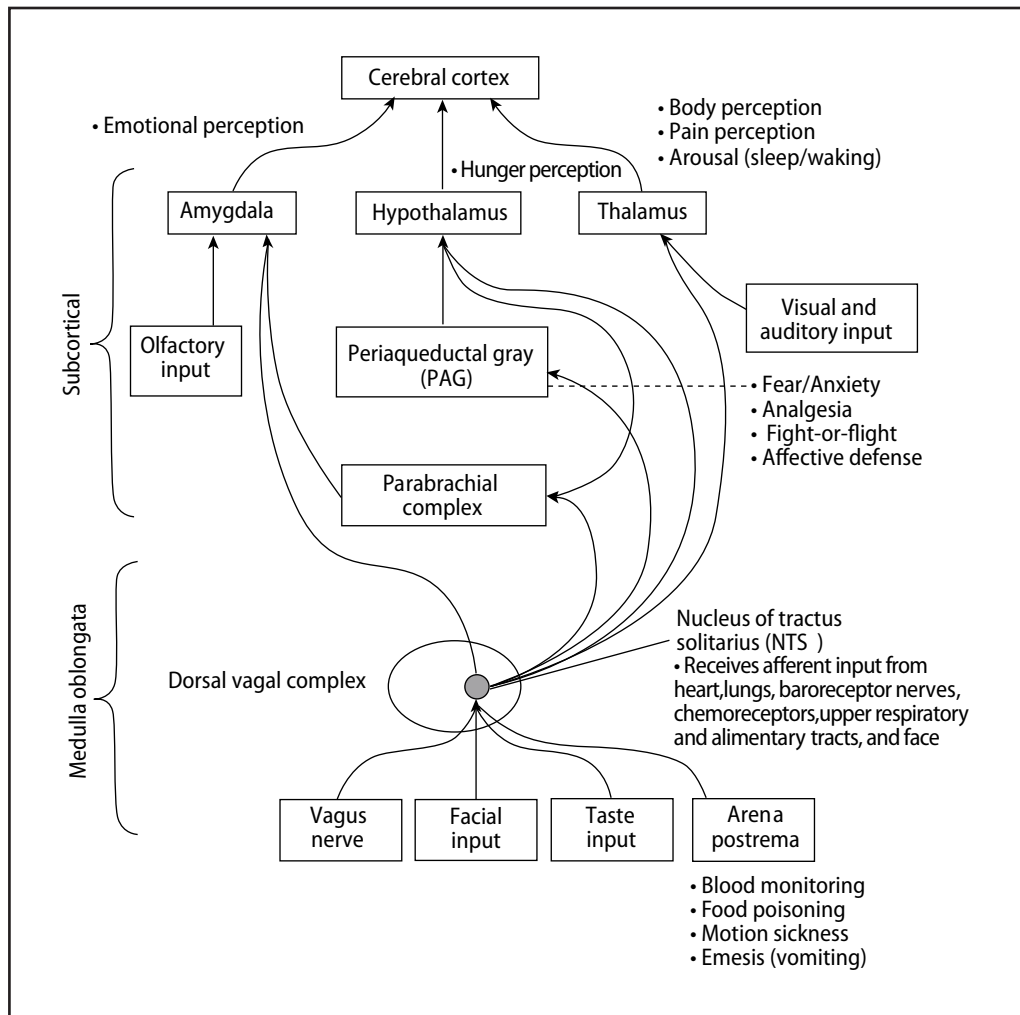 Cerebral cortex
• Emotional perception
• Body perception
• Pain perception
• Arousal (sleep/waking)
• Hunger perception
Amygdala
Hypothalamus
Thalamus
Subcortical
Olfactory
input
Periaqueductal gray
(PAG)
Visual and
auditory input
• Fear/Anxiety
• Analgesia
• Fight-or-flight
• Affective defense
Parabrachial
complex
Medulla oblongata
Dorsal vagal complex
Nucleus of tractus
solitarius (NTS )
• Receives afferent input from
heart,lungs, baroreceptor nerves,
chemoreceptors,upper respiratory
and alimentary tracts, and face
Vagus
nerve
Facial
input
Taste
input
Arena
postrema
• Blood monitoring
• Food poisoning
• Motion sickness
• Emesis (vomiting)